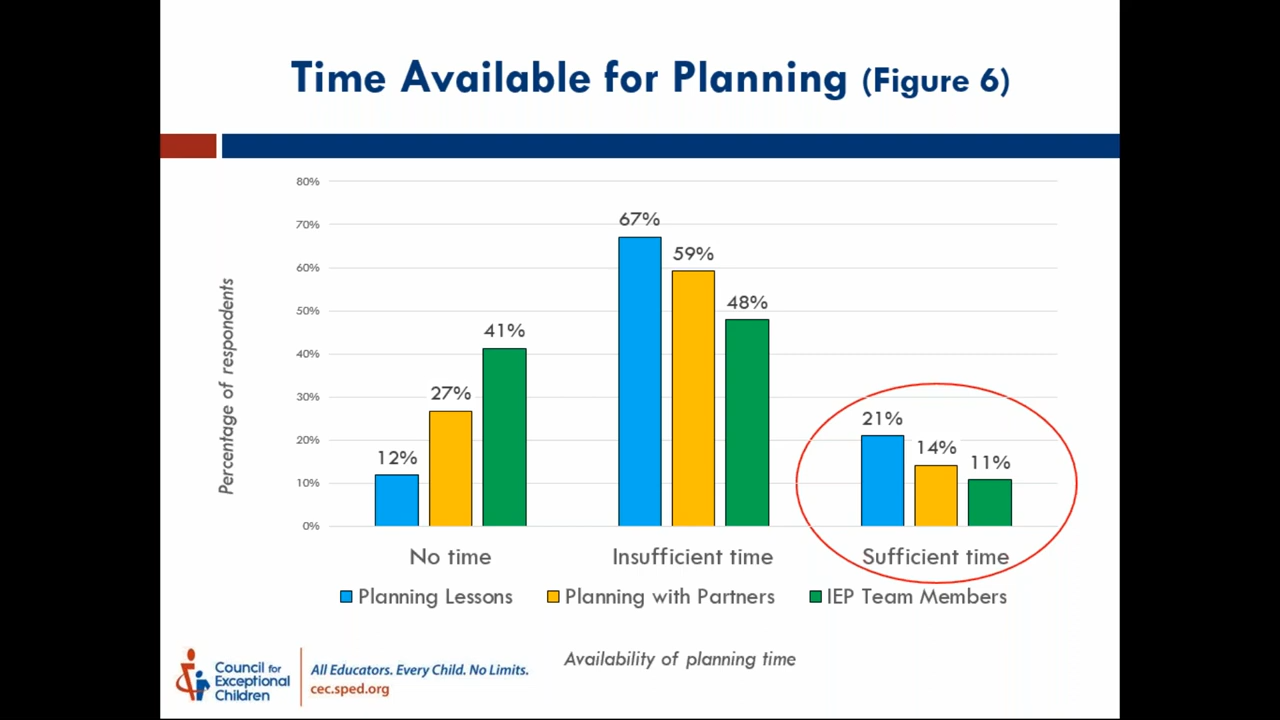 Time Available for Planning (Figure 6)
80%
70%
60%
50%
40%
30%
20%
10%
0%
Percentage of respondents
12%
27%
41%
67%
59%
48%
21%
14%
11%
No time
Insufficient time
Sufficient time
Planning Lessons
Planning with Partners
IEP Team Members
Availability of planning time
Council for
Exceptional
Children
All Educators. Every Child. No Limits.
cec.sped.org